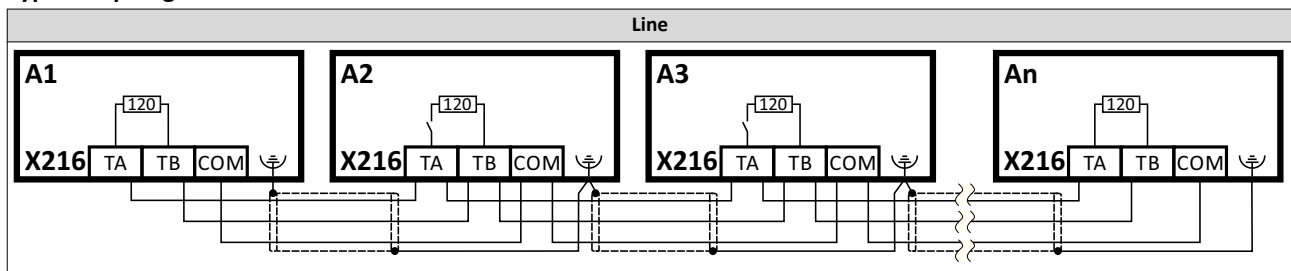 Line
A1 A2 A3 An
120 120 120 120
X216 TA TB COM X216 TA TB COM X216 TA TB COM X216 TA TB COM